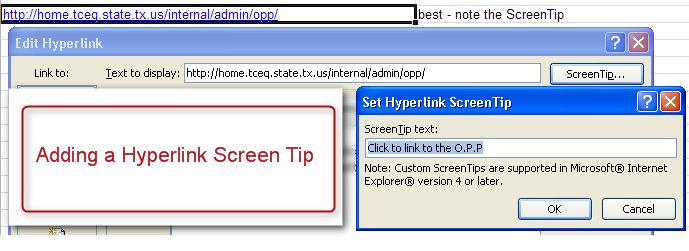 http://home.tceq.state.tx.us/internal/admin/opp/ best - note the ScreenTip
Edit Hyperlink
Link to: Text to display: http://home.tceq.state.tx.us/internal/admin/opp/ ScreenTip...
Adding a Hyperlink Screen Tip
Set Hyperlink ScreenTip
ScreenTip text:
Click to link to the O.P.P
Note: Custom ScreenTips are supported in Microsoft® Internet
Explorer® version 4 or later.
OK Cancel